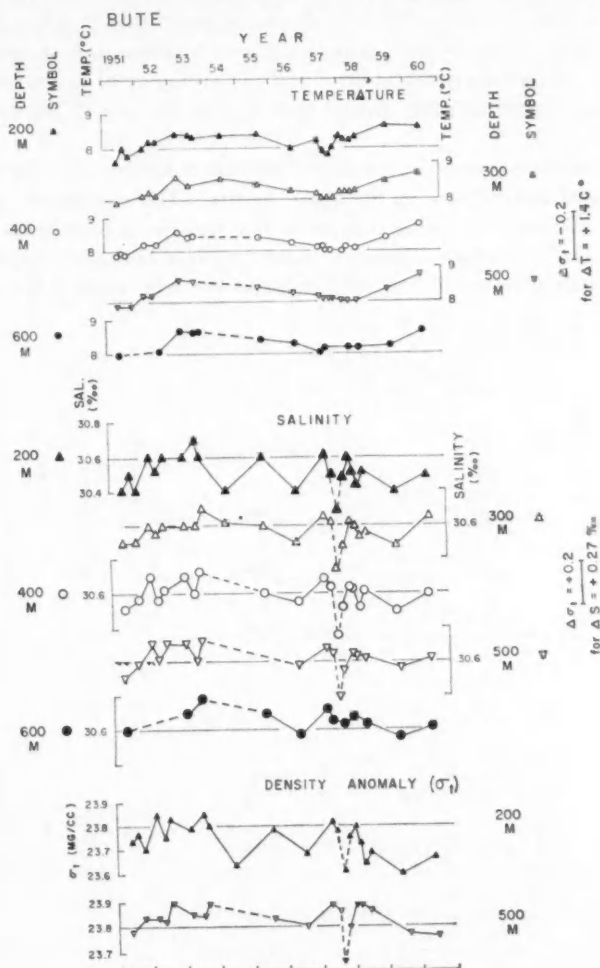 BUTE
YEAR
1951 52 53 54 55 56 57 58 59 60
DEPTH
SYMBOL
TEMP.(°C)
TEMPERATURE
TEMP.(°C)
DEPTH
SYMBOL
9
200 M
8
9
300 M
8
9
400 M
8
9
500 M
8
9
600 M
8
Δσt = -0.2
for ΔT = + 1.4 C°
SAL. (‰)
SALINITY
SALINITY (‰)
30.8
200 M
30.6
30.4
30.6
300 M
400 M
30.6
500 M
30.6
600 M
30.6
Δσt = +0.2
for ΔS = + 0.27 ‰
DENSITY ANOMALY (σt)
σt (MG/CC)
23.9
23.8
23.7
23.6
200 M
23.9
23.8
23.7
500 M